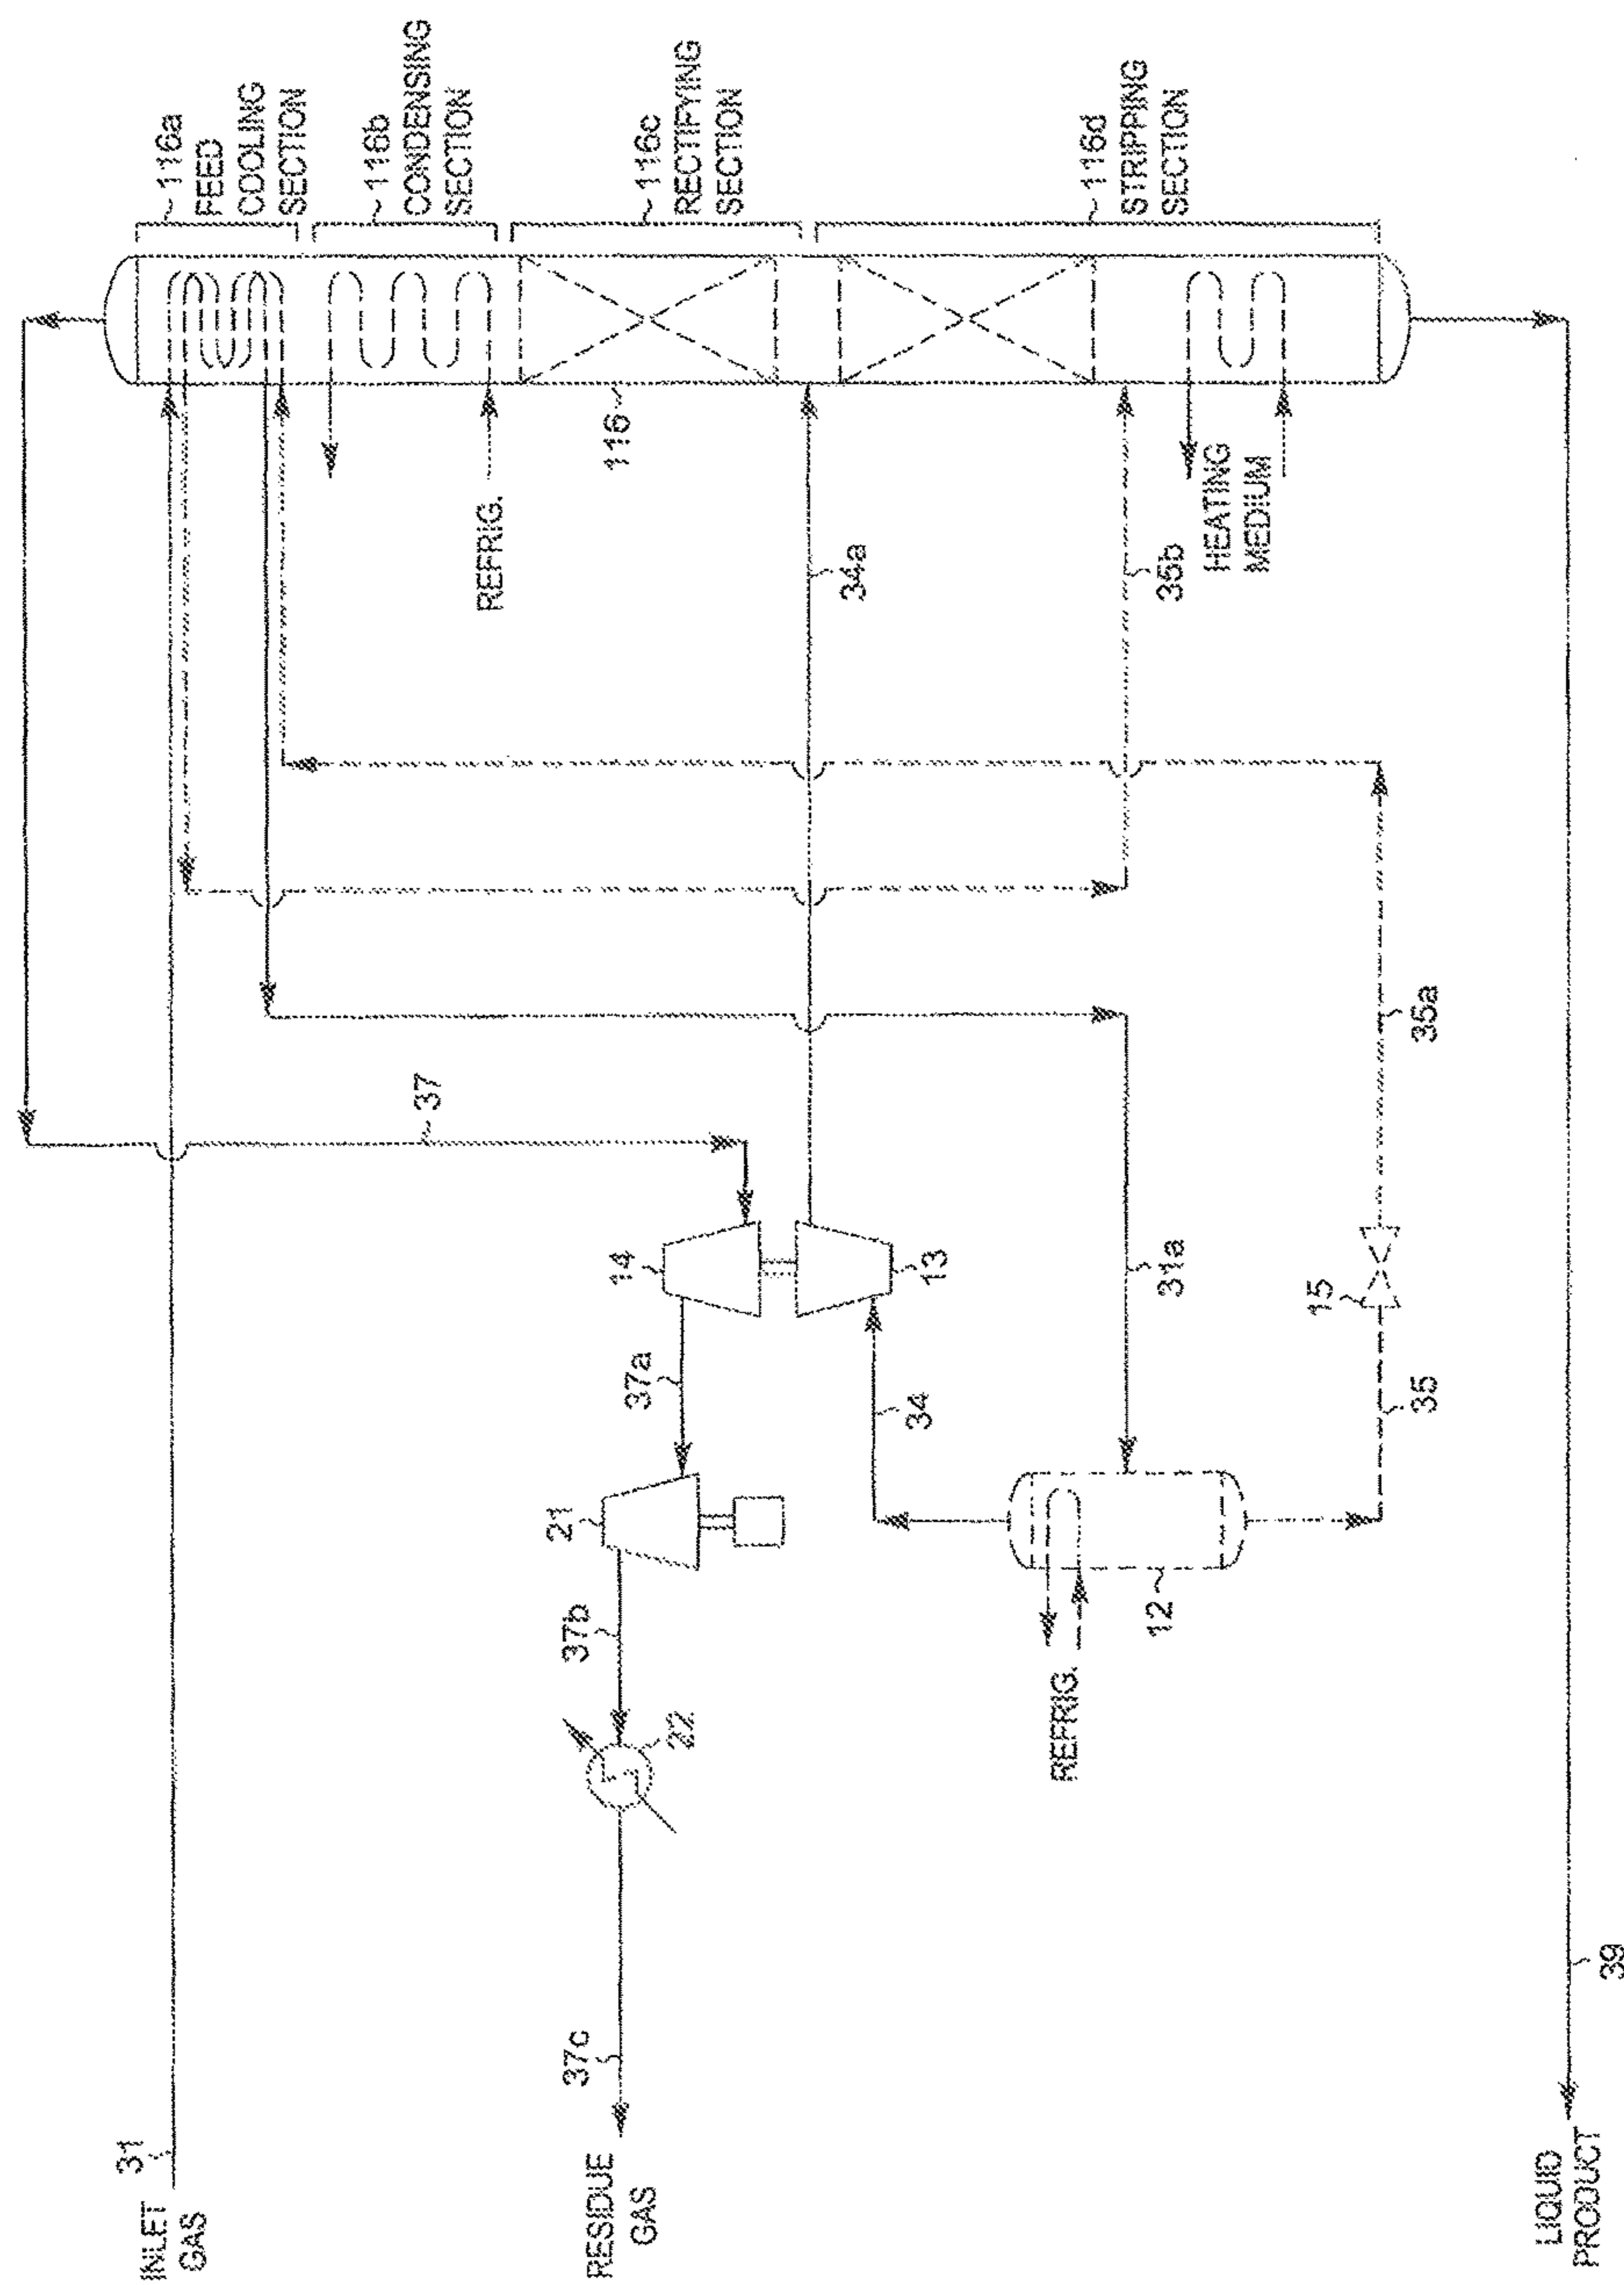 INLET
GAS
31
RESIDUE
GAS
37c
22
37b
21
37a
14
37
13
34
12
REFRIG.
31a
15
35
35a
34a
35b
REFRIG.
HEATING
MEDIUM
116
116a
FEED
COOLING
SECTION
116b
CONDENSING
SECTION
116c
RECTIFYING
SECTION
116d
STRIPPING
SECTION
39
LIQUID
PRODUCT